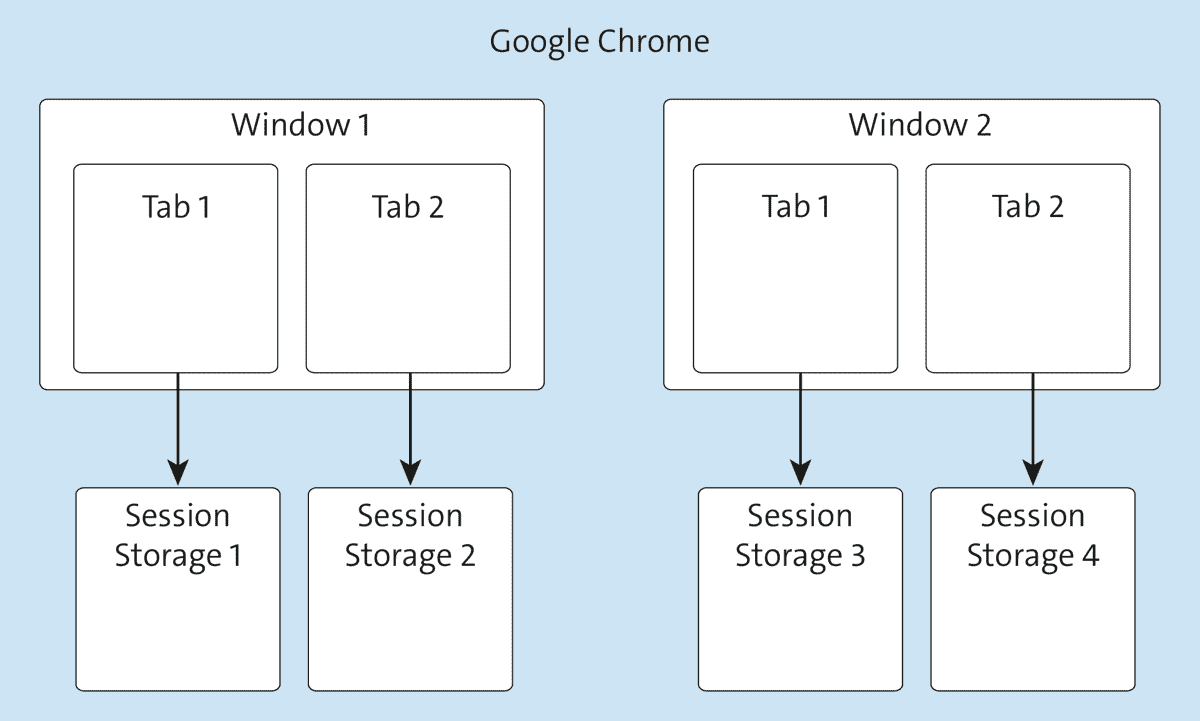 Google Chrome
Window 1
Tab 1
Tab 2
Session
Storage 1
Session
Storage 2
Window 2
Tab 1
Tab 2
Session
Storage 3
Session
Storage 4